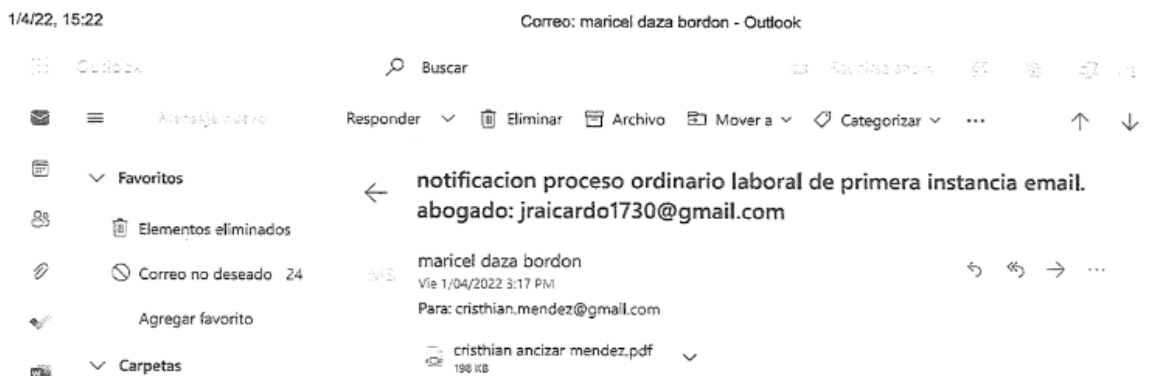 1/4/22, 15:22
Correo: maricel daza bordon - Outlook
Outlook
Buscar
Mensaje nuevo
Responder
Eliminar
Archivo
Mover a
Categorizar
Favoritos
notificacion proceso ordinario laboral de primera instancia email.
abogado: jraicardo1730@gmail.com
Elementos eliminados
maricel daza bordon
Vie 1/04/2022 3:17 PM
Correo no deseado 24
Para: cristhian.mendez@gmail.com
Agregar favorito
cristhian ancizar mendez.pdf
198 KB
Carpetas